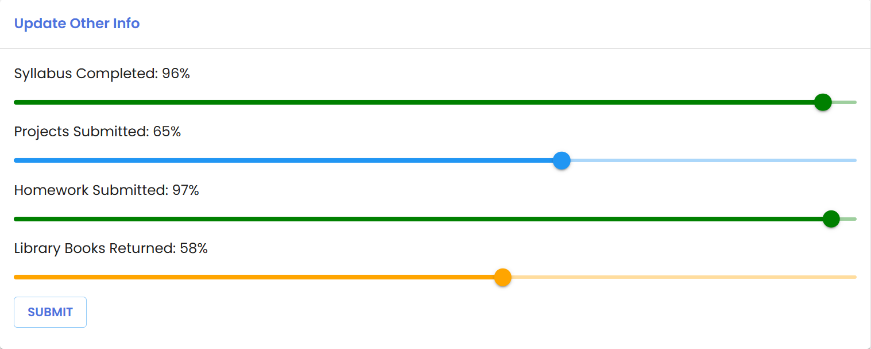 Update Other Info
Syllabus Completed: 96%
Projects Submitted: 65%
Homework Submitted: 97%
Library Books Returned: 58%
SUBMIT